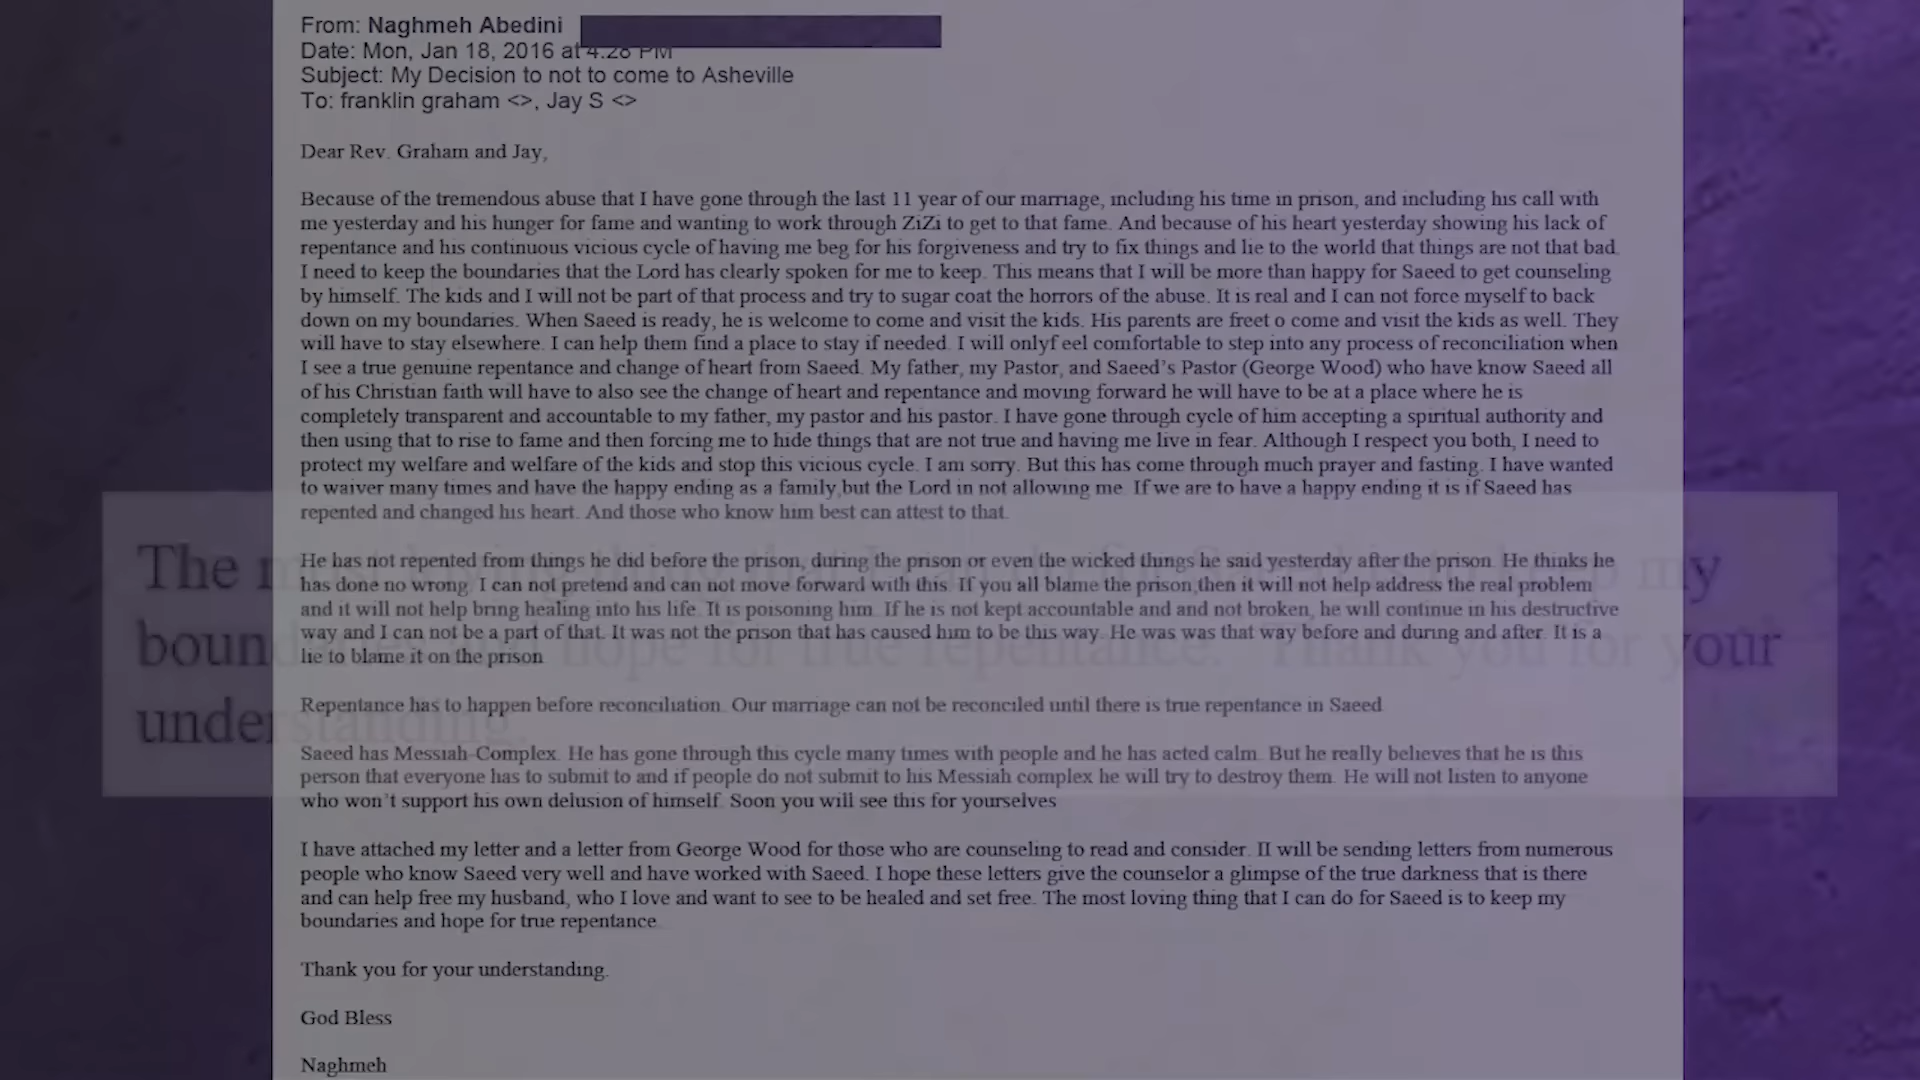 From: Naghmeh Abedini
Date: Mon, Jan 18, 2016 at 4:28 PM
Subject: My Decision to not to come to Asheville
To: franklin graham <>, Jay S <>
Dear Rev. Graham and Jay,
Because of the tremendous abuse that I have gone through the last 11 year of our marriage, including his time in prison, and including his call with
me yesterday and his hunger for fame and wanting to work through ZiZi to get to that fame. And because of his heart yesterday showing his lack of
repentance and his continuous vicious cycle of having me beg for his forgiveness and try to fix things and lie to the world that things are not that bad.
I need to keep the boundaries that the Lord has clearly spoken for me to keep. This means that I will be more than happy for Saeed to get counseling
by himself. The kids and I will not be part of that process and try to sugar coat the horrors of the abuse. It is real and I can not force myself to back
down on my boundaries. When Saeed is ready, he is welcome to come and visit the kids. His parents are freet o come and visit the kids as well. They
will have to stay elsewhere. I can help them find a place to stay if needed. I will onlyf eel comfortable to step into any process of reconciliation when
I see a true genuine repentance and change of heart from Saeed. My father, my Pastor, and Saeed's Pastor (George Wood) who have know Saeed all
of his Christian faith will have to also see the change of heart and repentance and moving forward he will have to be at a place where he is
completely transparent and accountable to my father, my pastor and his pastor. I have gone through cycle of him accepting a spiritual authority and
then using that to rise to fame and then forcing me to hide things that are not true and having me live in fear. Although I respect you both, I need to
protect my welfare and welfare of the kids and stop this vicious cycle. I am sorry. But this has come through much prayer and fasting. I have wanted
to waiver many times and have the happy ending as a family,but the Lord in not allowing me. If we are to have a happy ending it is if Saeed has
repented and changed his heart. And those who know him best can attest to that.
He has not repented from things he did before the prison, during the prison or even the wicked things he said yesterday after the prison. He thinks he
has done no wrong. I can not pretend and can not move forward with this. If you all blame the prison,then it will not help address the real problem
and it will not help bring healing into his life. It is poisoning him. If he is not kept accountable and and not broken, he will continue in his destructive
way and I can not be a part of that. It was not the prison that has caused him to be this way. He was was that way before and during and after. It is a
lie to blame it on the prison.
Repentance has to happen before reconciliation. Our marriage can not be reconciled until there is true repentance in Saeed.
Saeed has Messiah-Complex. He has gone through this cycle many times with people and he has acted calm. But he really believes that he is this
person that everyone has to submit to and if people do not submit to his Messiah complex he will try to destroy them. He will not listen to anyone
who won't support his own delusion of himself. Soon you will see this for yourselves
I have attached my letter and a letter from George Wood for those who are counseling to read and consider. II will be sending letters from numerous
people who know Saeed very well and have worked with Saeed. I hope these letters give the counselor a glimpse of the true darkness that is there
and can help free my husband, who I love and want to see to be healed and set free. The most loving thing that I can do for Saeed is to keep my
boundaries and hope for true repentance.
Thank you for your understanding.
God Bless
Naghmeh
The my
boundaries hope for true repentance. Thank you for your
understanding.